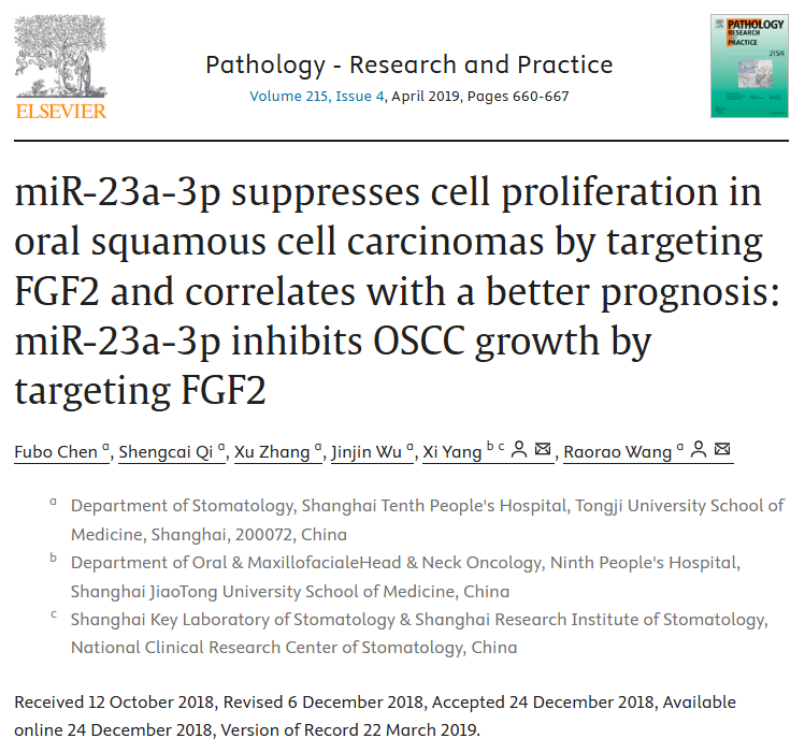 ELSEVIER
Pathology - Research and Practice
Volume 215, Issue 4, April 2019, Pages 660-667
PATHOLOGY
RESEARCH
AND
PRACTICE
215/4
miR-23a-3p suppresses cell proliferation in
oral squamous cell carcinomas by targeting
FGF2 and correlates with a better prognosis:
miR-23a-3p inhibits OSCC growth by
targeting FGF2
Fubo Chen a, Shengcai Qi a, Xu Zhang a, Jinjin Wu a, Xi Yang b c, Raorao Wang a
a Department of Stomatology, Shanghai Tenth People's Hospital, Tongji University School of
Medicine, Shanghai, 200072, China
b Department of Oral & MaxillofacialeHead & Neck Oncology, Ninth People's Hospital,
Shanghai JiaoTong University School of Medicine, China
c Shanghai Key Laboratory of Stomatology & Shanghai Research Institute of Stomatology,
National Clinical Research Center of Stomatology, China
Received 12 October 2018, Revised 6 December 2018, Accepted 24 December 2018, Available
online 24 December 2018, Version of Record 22 March 2019.